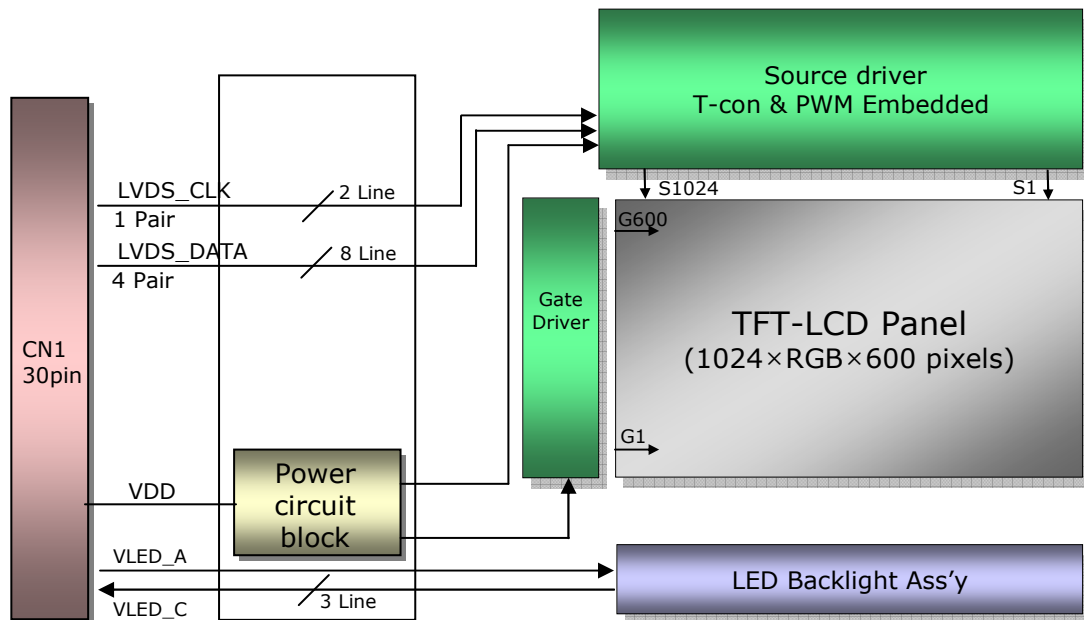 Source driver
T-con & PWM Embedded
LVDS_CLK
2 Line
1 Pair
LVDS_DATA
8 Line
4 Pair
S1024
S1
G600
Gate
Driver
TFT-LCD Panel
(1024×RGB×600 pixels)
CN1
30pin
G1
Power
circuit
block
VDD
VLED_A
LED Backlight Ass’y
3 Line
VLED_C